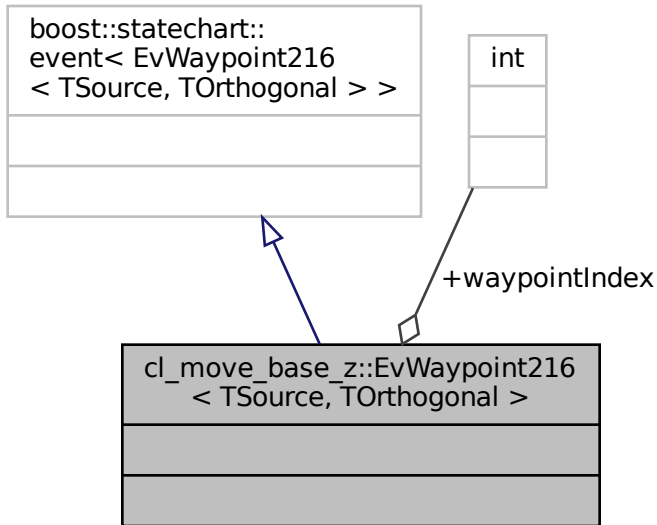 boost::statechart::
event< EvWaypoint216
< TSource, TOrthogonal > >
int
+waypointIndex
cl_move_base_z::EvWaypoint216
< TSource, TOrthogonal >